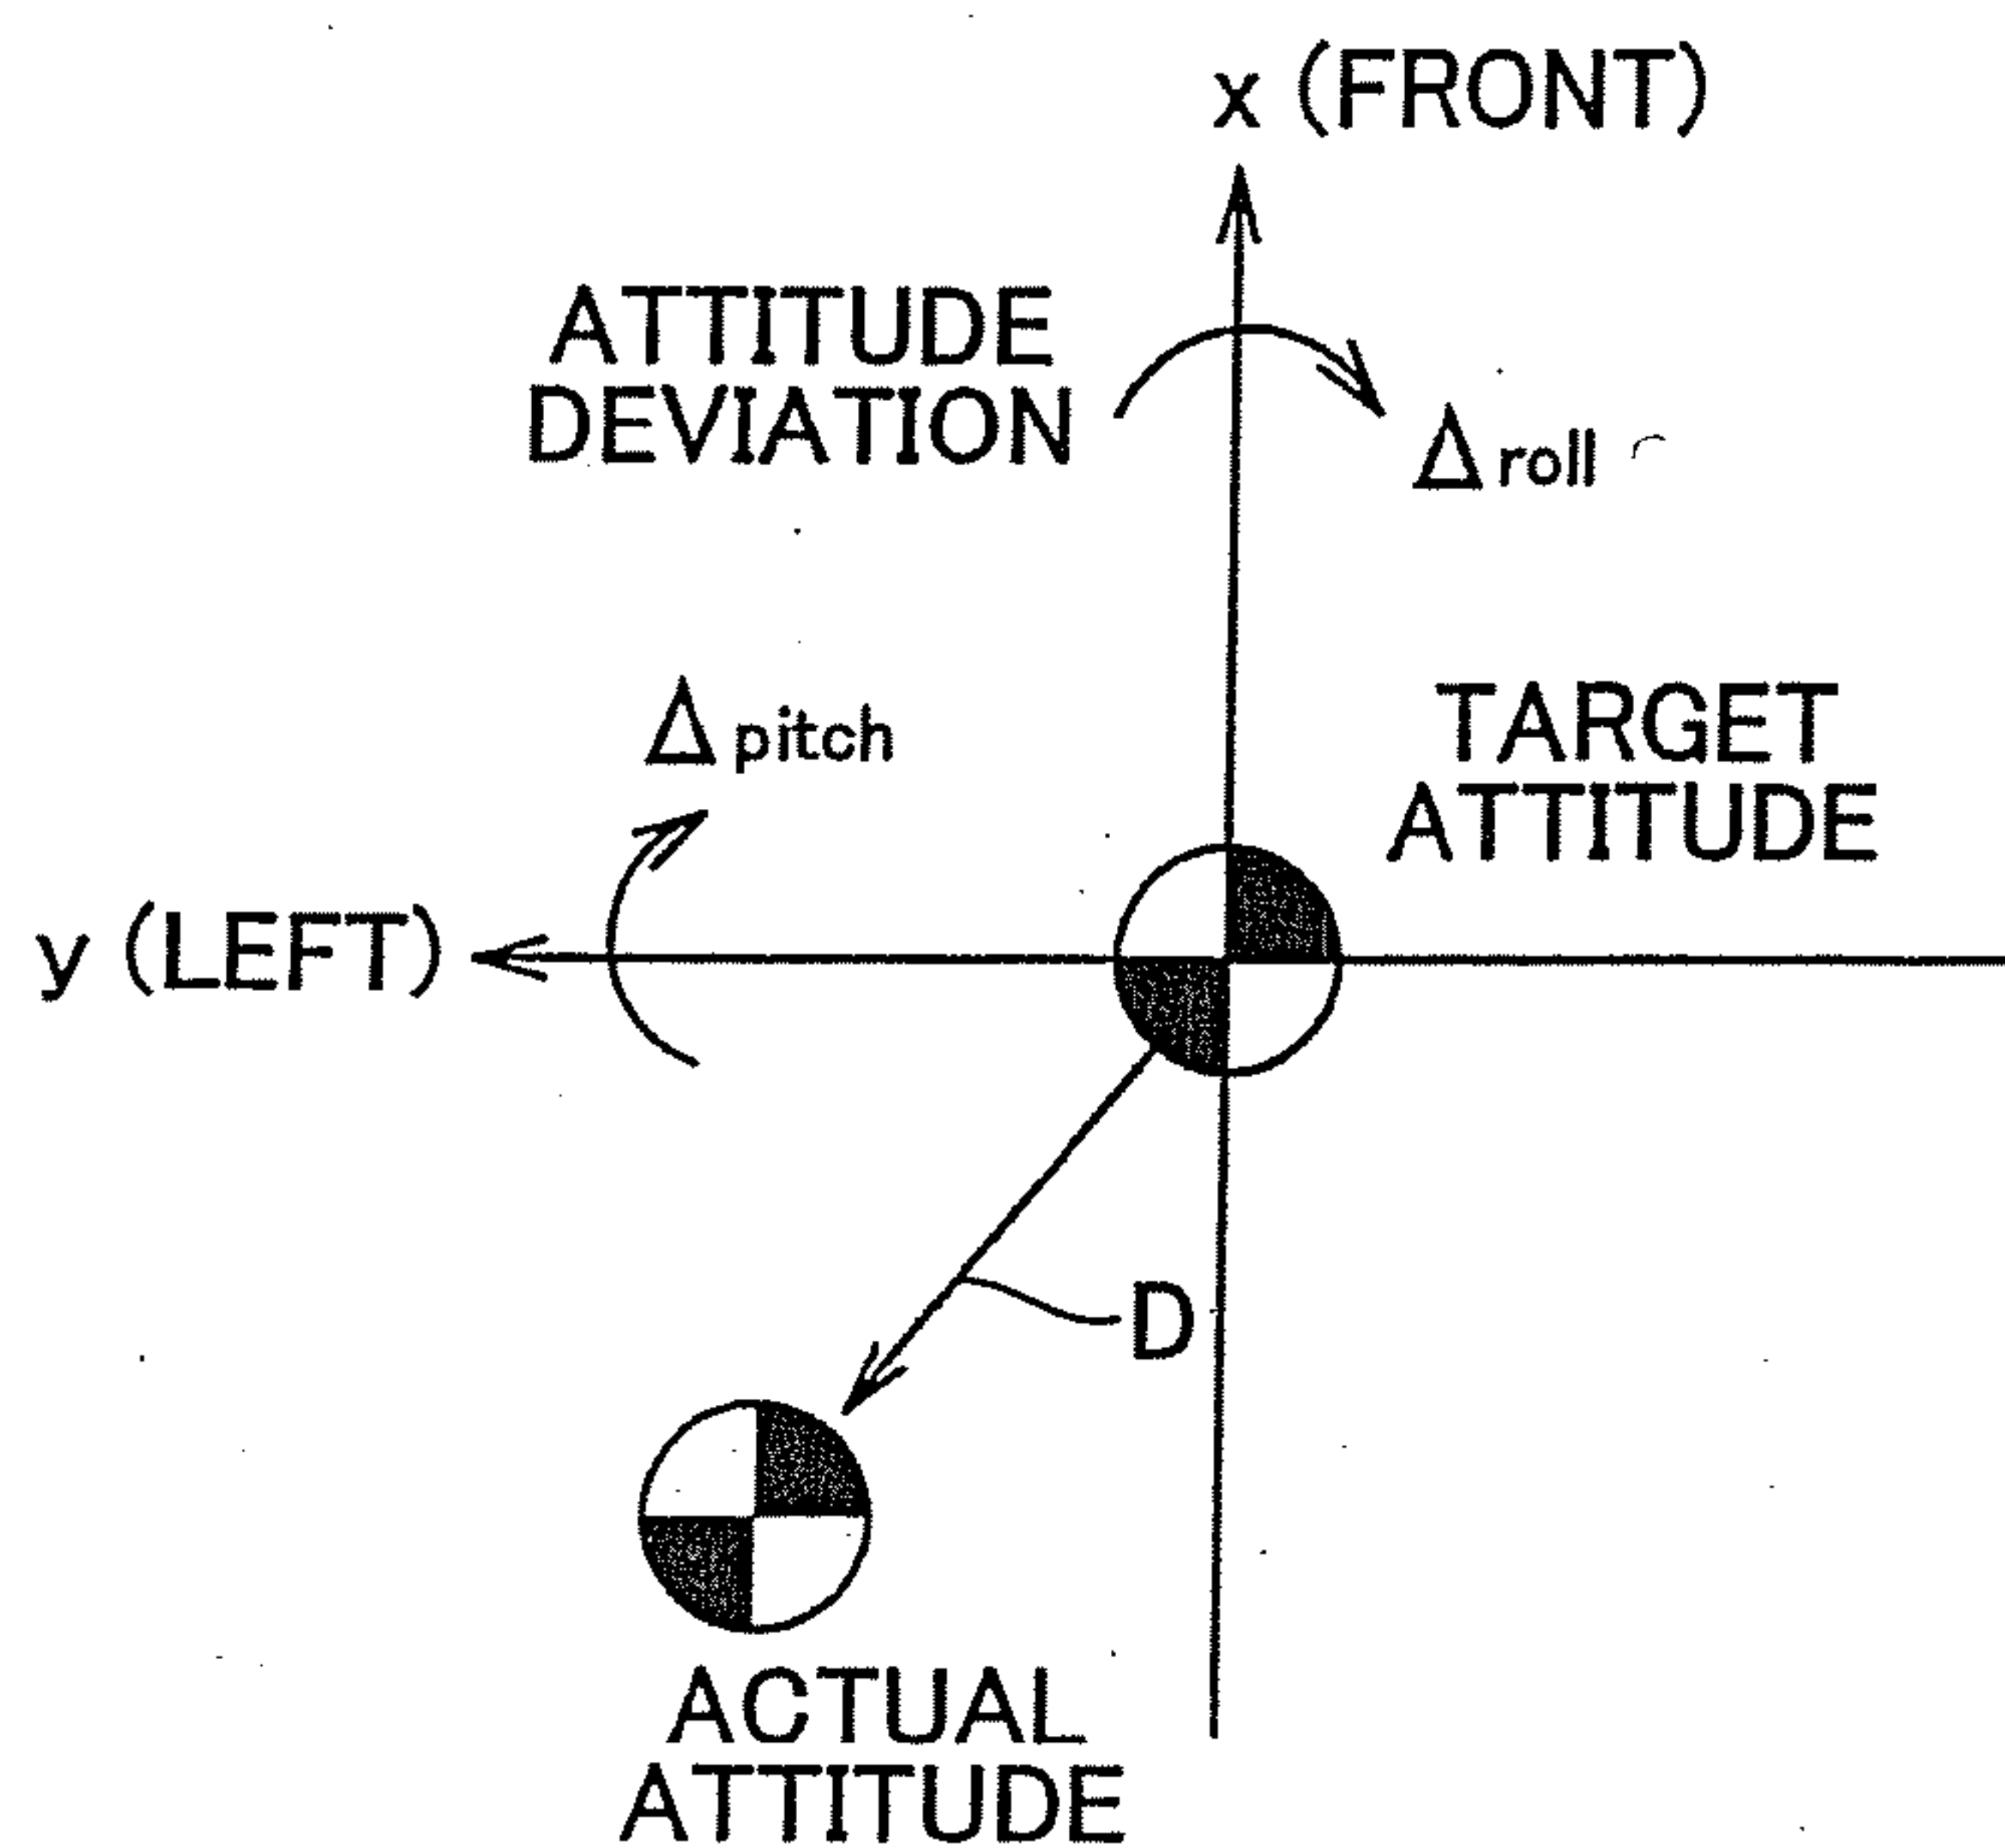 x (FRONT)
ATTITUDE
DEVIATION
Δroll
Δpitch
TARGET
ATTITUDE
y (LEFT)
D
ACTUAL
ATTITUDE